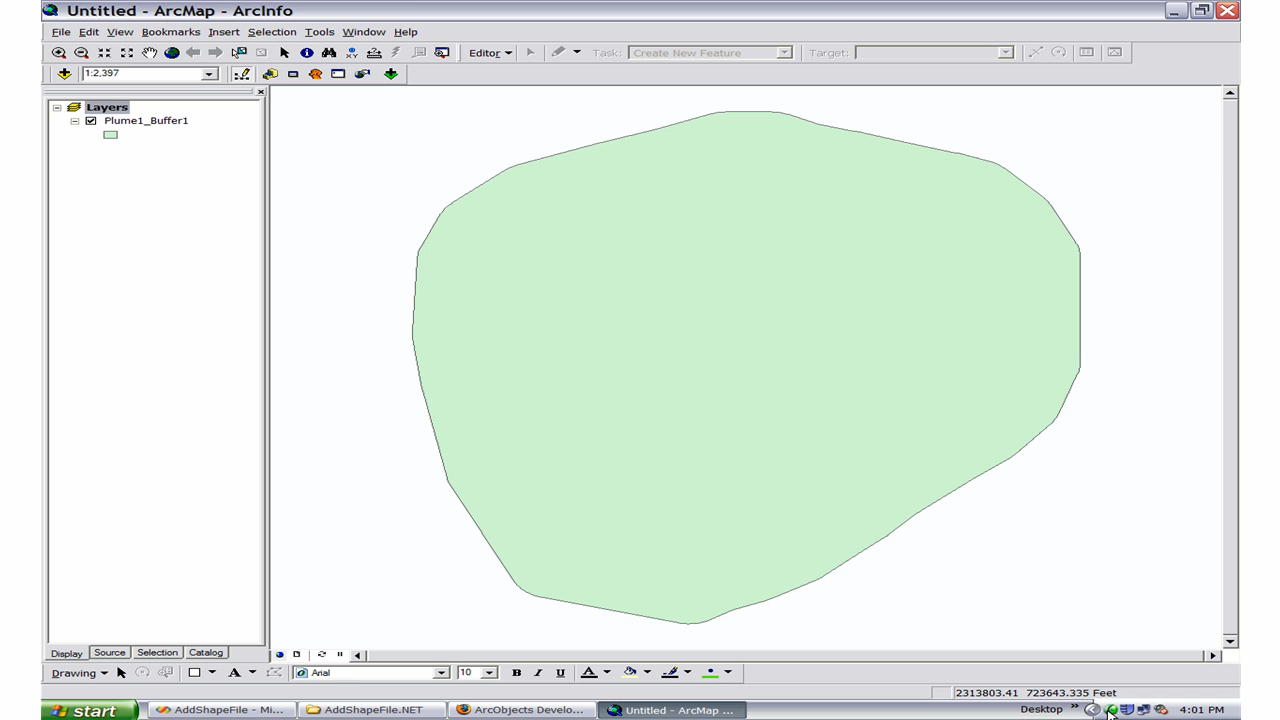 Untitled - ArcMap - ArcInfo
File Edit View Bookmarks Insert Selection Tools Window Help
Editor Task: Create New Feature Target:
1:2,397
Layers
Plume1_Buffer1
Display Source Selection Catalog
Drawing A Arial 10 B I U A
2313803.41 723643.335 Feet
start AddShapeFile - Mi... AddShapeFile.NET ArcObjects Develo... Untitled - ArcMap ... Desktop » 4:01 PM